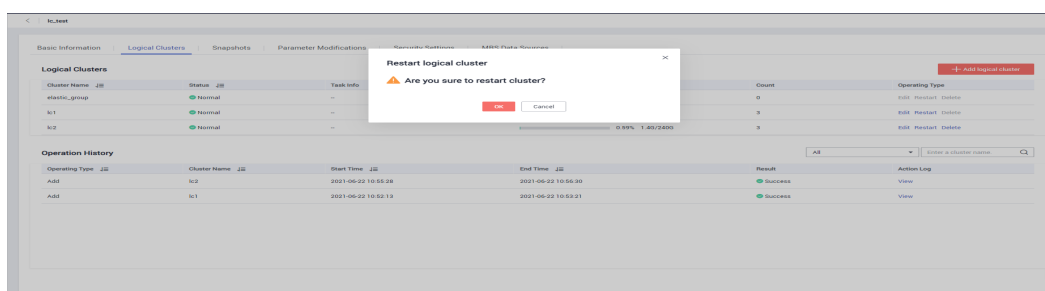 < lc_test
Basic Information Logical Clusters Snapshots Parameter Modifications Security Settings MRS Data Sources
Restart logical cluster ×
Are you sure to restart cluster?
OK Cancel
Logical Clusters + Add logical cluster
Cluster Name Status Task Info Count Operating Type
elastic_group Normal -- 0 Edit Restart Delete
lc1 Normal -- 3 Edit Restart Delete
lc2 Normal -- 0.59% 1.4G/240G 3 Edit Restart Delete
Operation History All Enter a cluster name.
Operating Type Cluster Name Start Time End Time Result Action Log
Add lc2 2021-06-22 10:55:28 2021-06-22 10:56:30 Success View
Add lc1 2021-06-22 10:52:13 2021-06-22 10:53:21 Success View